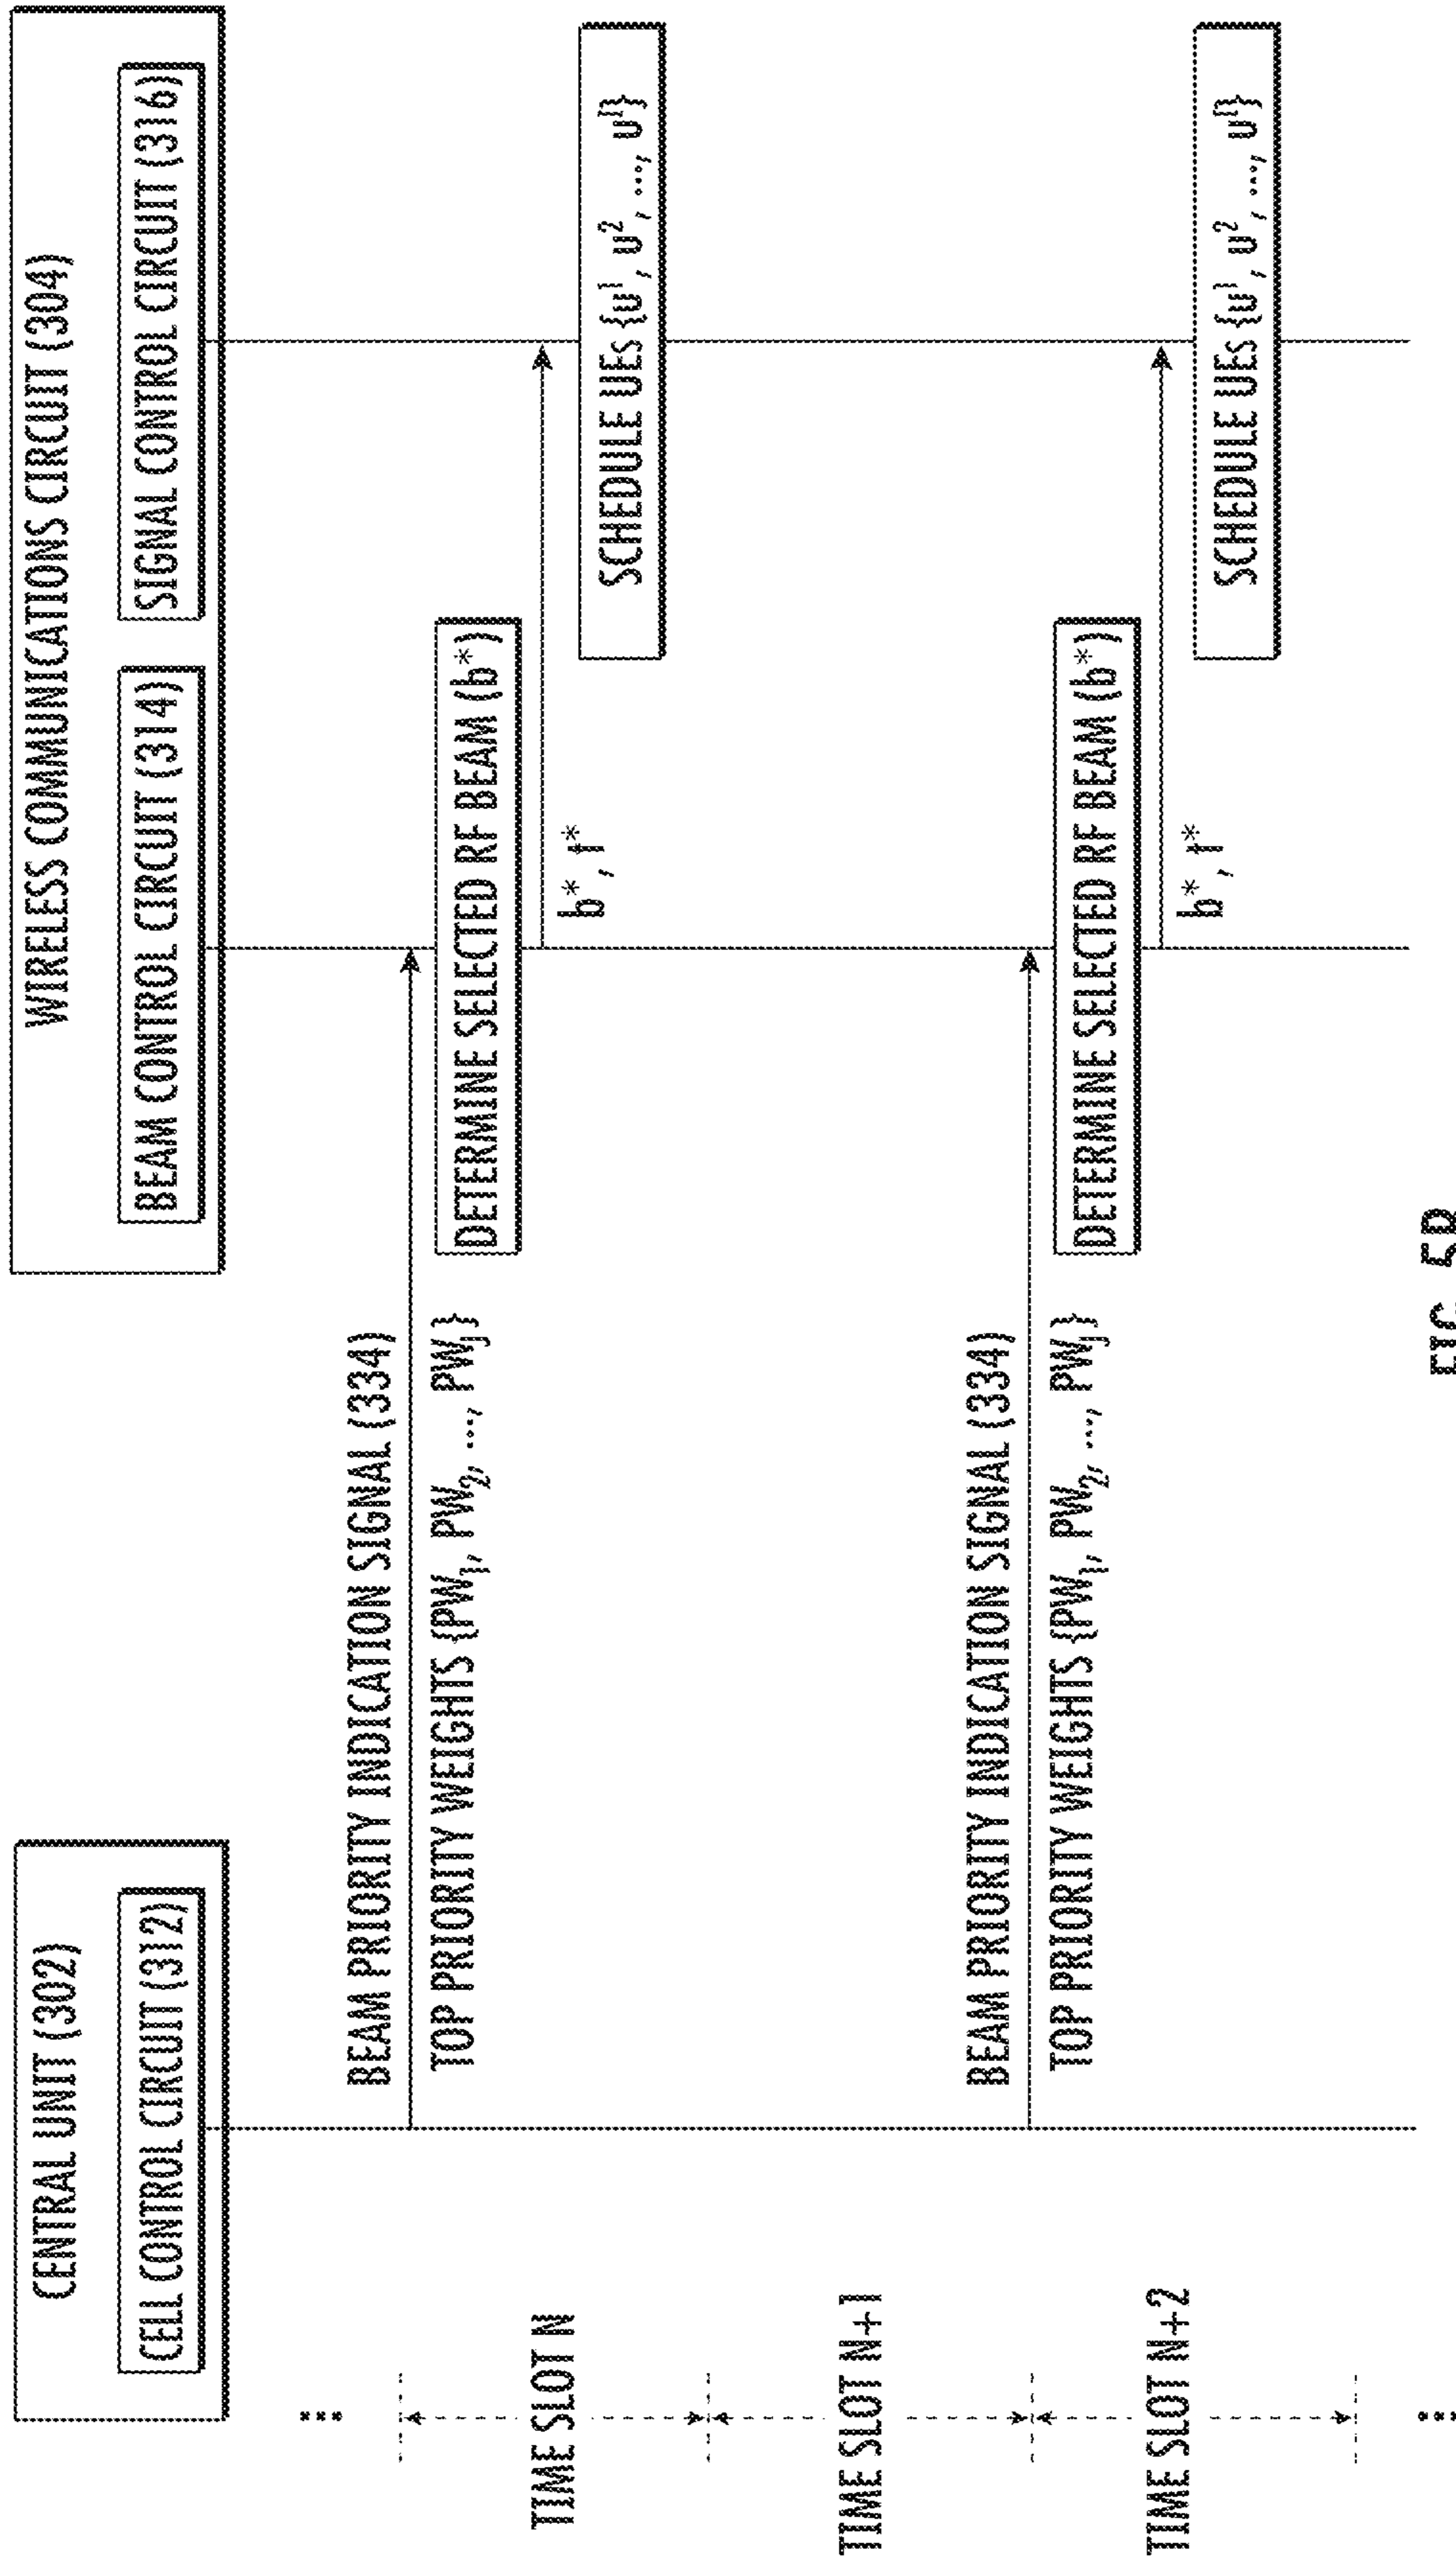 CENTRAL UNIT (302)
CELL CONTROL CIRCUIT (312)
WIRELESS COMMUNICATIONS CIRCUIT (304)
BEAM CONTROL CIRCUIT (314)
SIGNAL CONTROL CIRCUIT (316)
...
BEAM PRIORITY INDICATION SIGNAL (334)
TOP PRIORITY WEIGHTS {PW₁, PW₂, ..., PWⱼ}
DETERMINE SELECTED RF BEAM (b*)
TIME SLOT N
b*, f*
SCHEDULE UEs {u¹, u², ..., uᴵ}
TIME SLOT N+1
BEAM PRIORITY INDICATION SIGNAL (334)
TOP PRIORITY WEIGHTS {PW₁, PW₂, ..., PWⱼ}
DETERMINE SELECTED RF BEAM (b*)
TIME SLOT N+2
b*, f*
SCHEDULE UEs {u¹, u², ..., uᴵ}
...
FIG. 5B